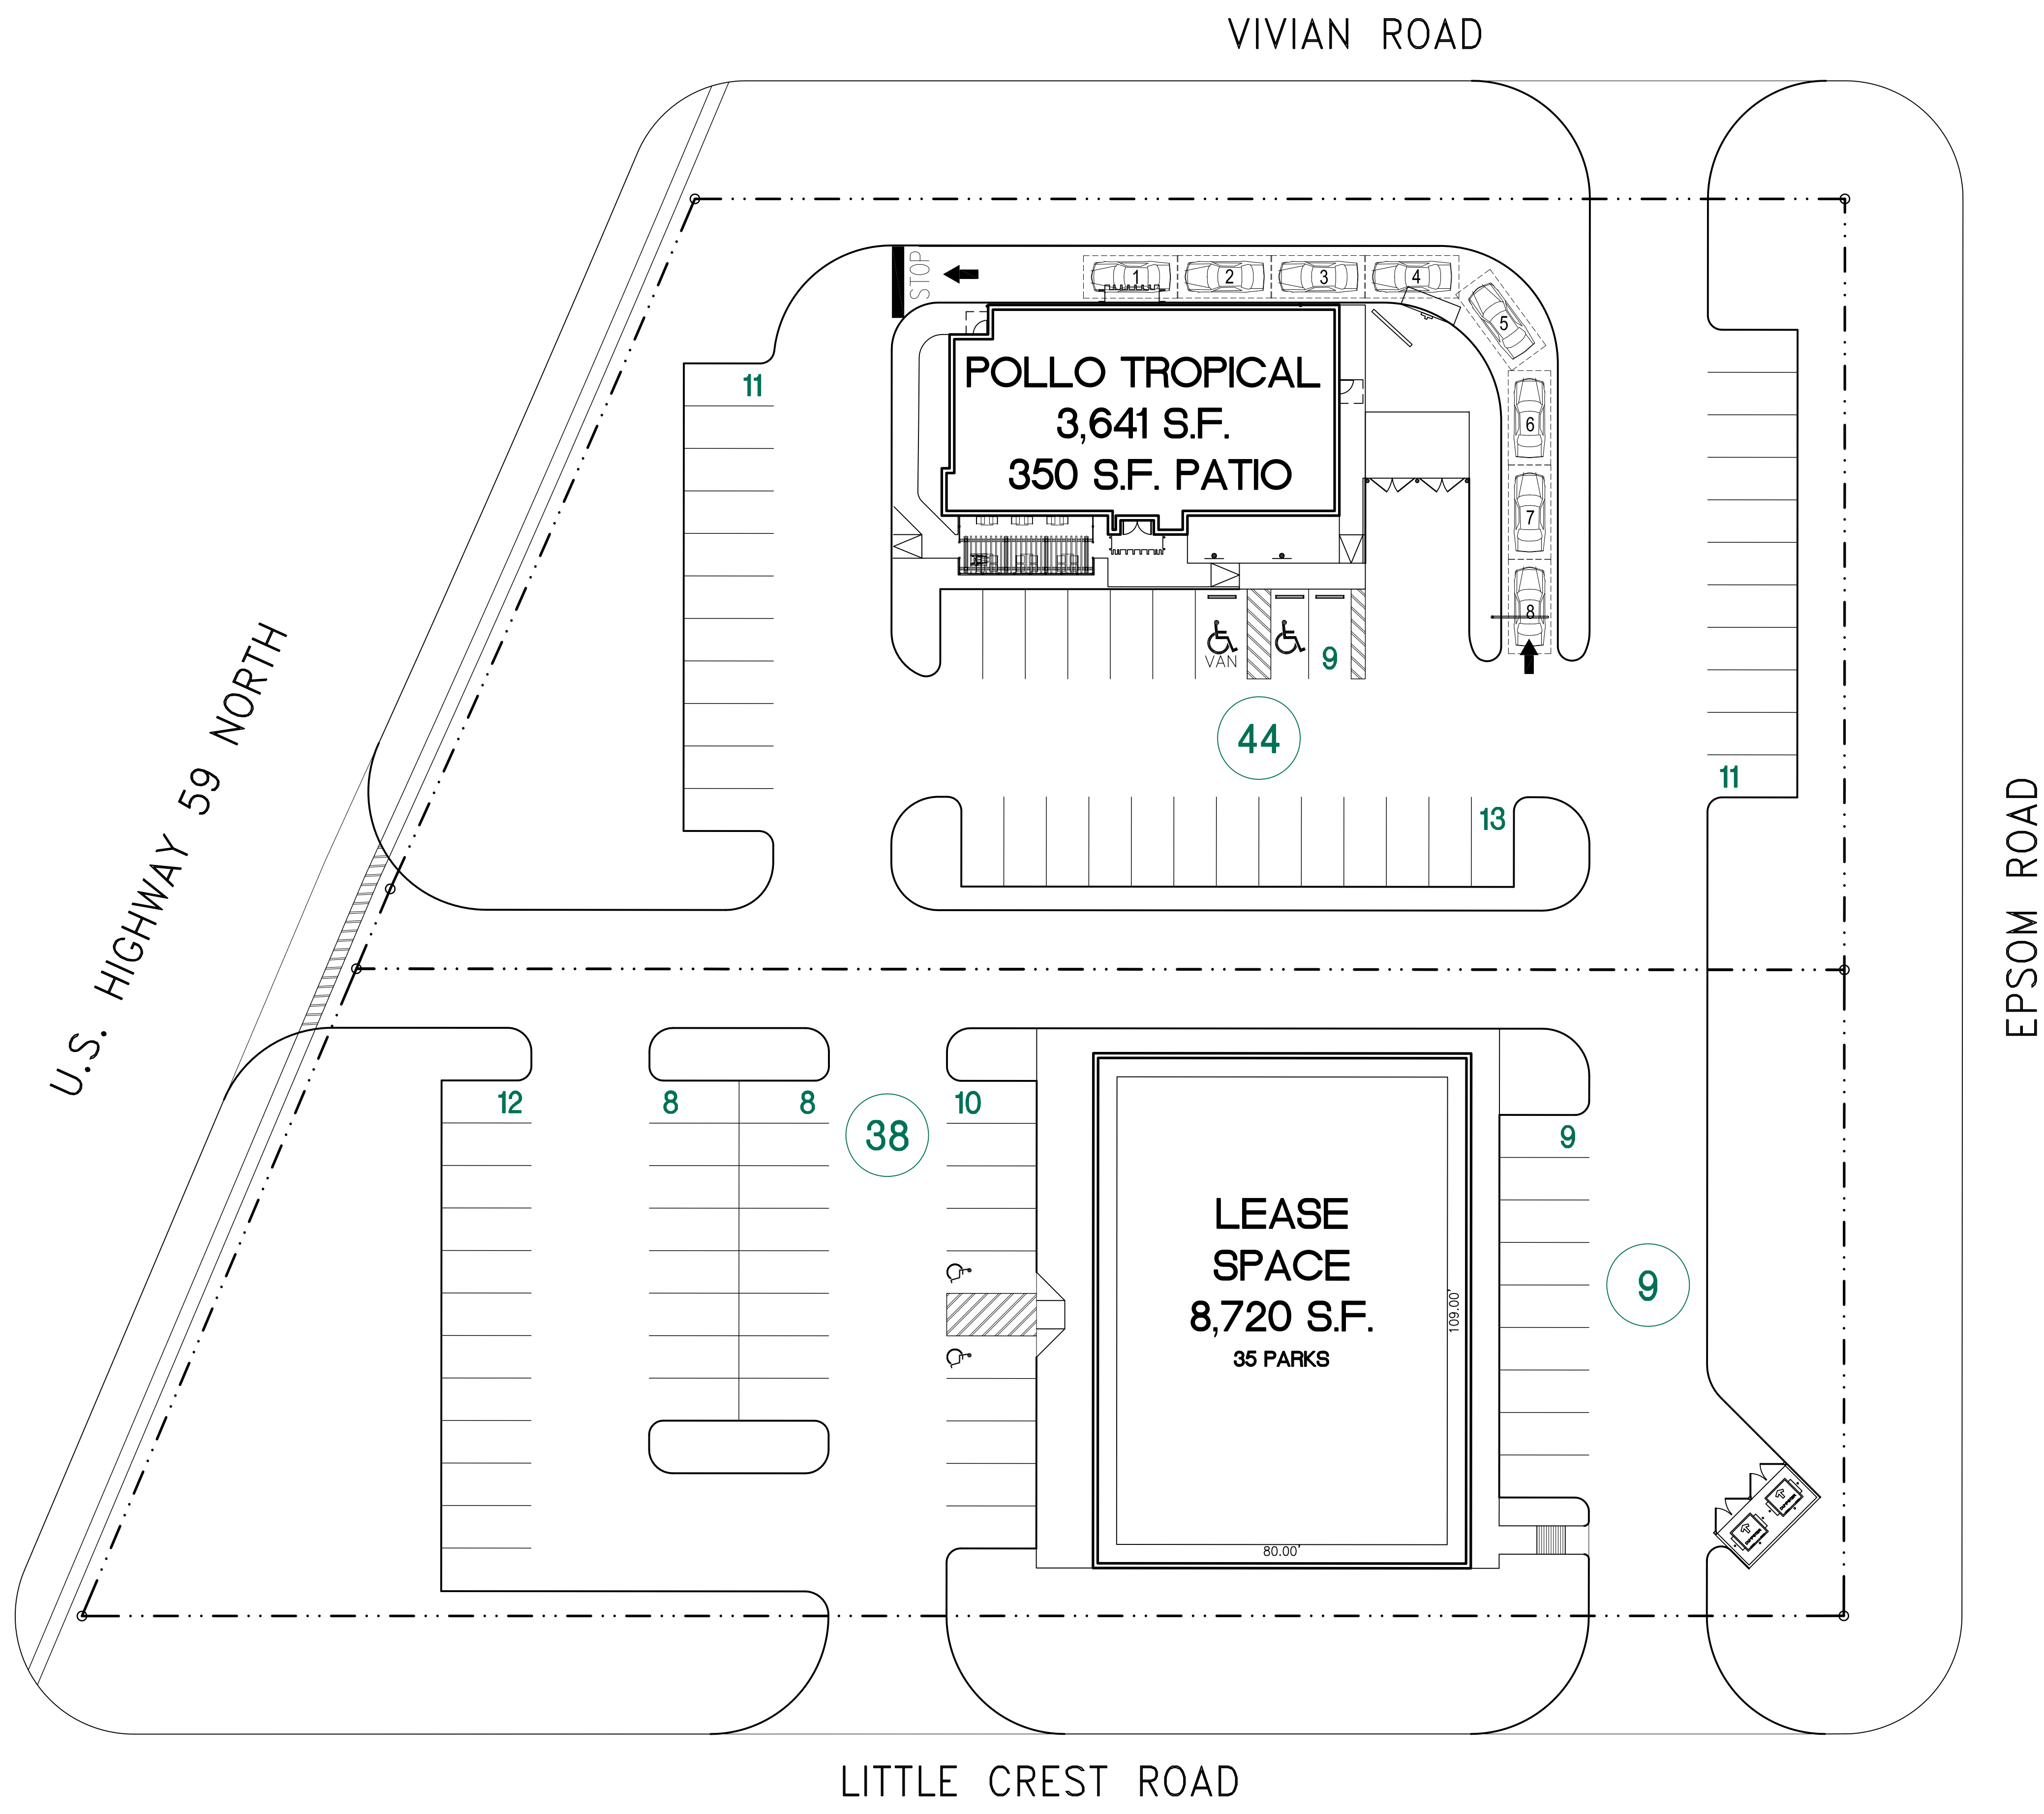 VIVIAN ROAD
STOP
1
2
3
4
5
6
7
8
POLLO TROPICAL
3,641 S.F.
350 S.F. PATIO
11
VAN
9
44
11
13
U.S. HIGHWAY 59 NORTH
EPSOM ROAD
12
8
8
38
10
9
LEASE
SPACE
8,720 S.F.
35 PARKS
109.00'
80.00'
9
LITTLE CREST ROAD